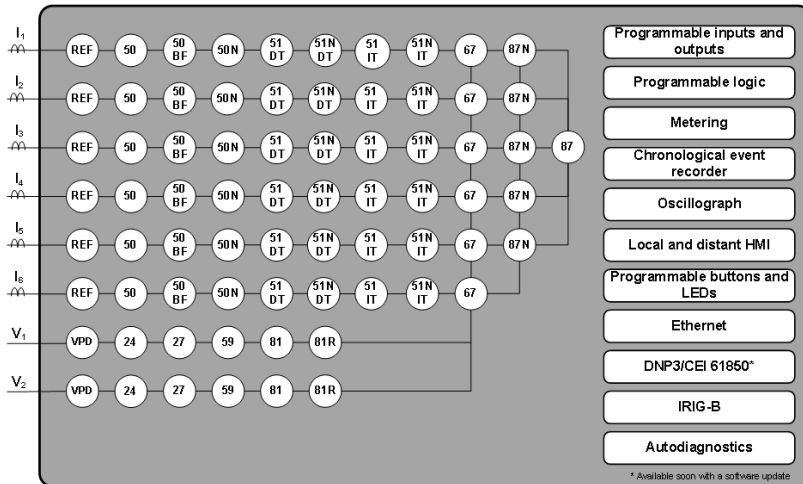 I1 REF 50 50 BF 50N 51 DT 51N DT 51 IT 51N IT 67 87N
I2 REF 50 50 BF 50N 51 DT 51N DT 51 IT 51N IT 67 87N
I3 REF 50 50 BF 50N 51 DT 51N DT 51 IT 51N IT 67 87N 87
I4 REF 50 50 BF 50N 51 DT 51N DT 51 IT 51N IT 67 87N
I5 REF 50 50 BF 50N 51 DT 51N DT 51 IT 51N IT 67 87N
I6 REF 50 50 BF 50N 51 DT 51N DT 51 IT 51N IT 67
V1 VPD 24 27 59 81 81R
V2 VPD 24 27 59 81 81R
Programmable inputs and
outputs
Programmable logic
Metering
Chronological event
recorder
Oscillograph
Local and distant HMI
Programmable buttons and
LEDs
Ethernet
DNP3/CEI 61850*
IRIG-B
Autodiagnostics
* Available soon with a software update